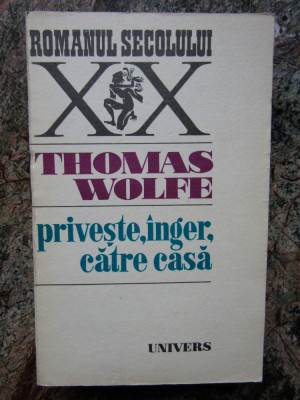 ROMANUL SECOLULUI
XX
THOMAS
WOLFE
privește, înger,
către casă
UNIVERS